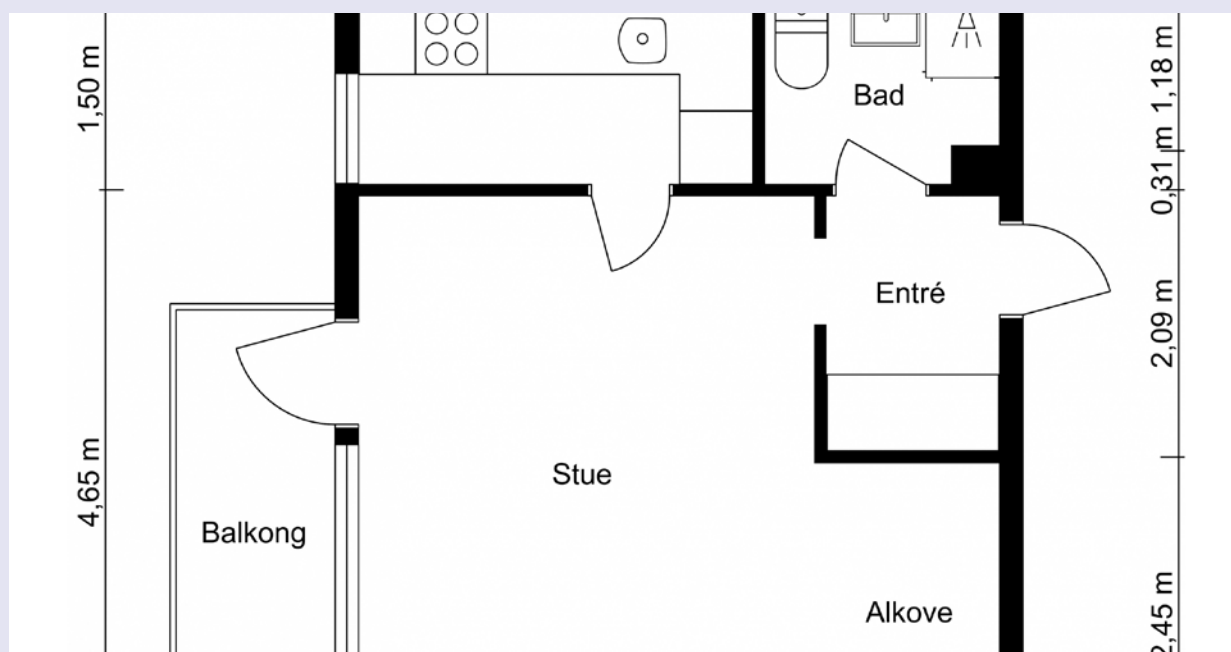 1,50 m
Bad
1,18 m
0,31 m
Entré
2,09 m
4,65 m
Stue
Balkong
Alkove
2,45 m